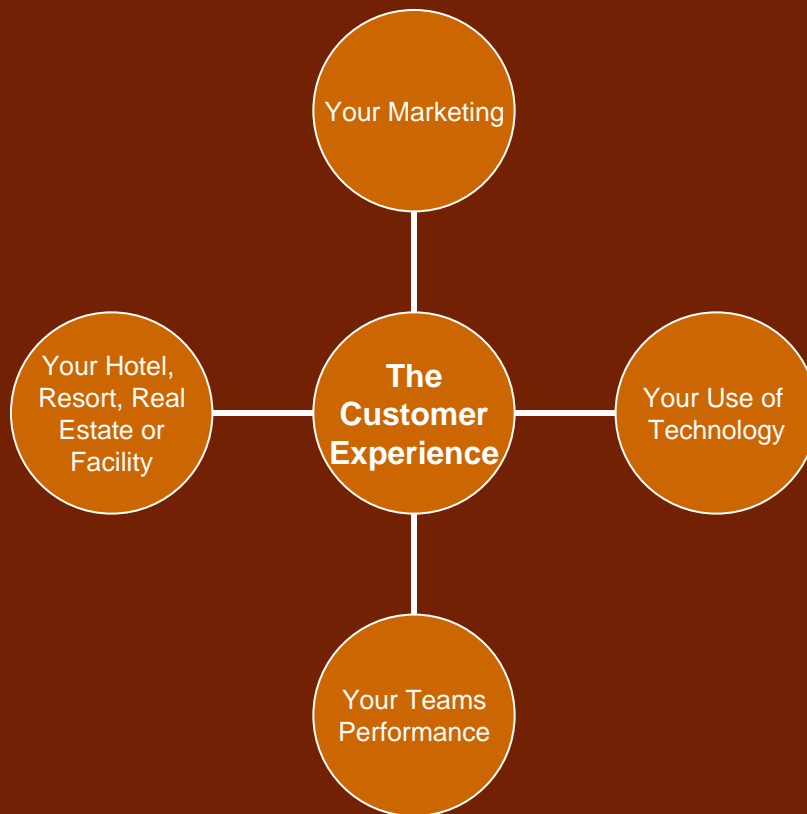 Your Marketing
Your Hotel,
Resort, Real
Estate or
Facility
The
Customer
Experience
Your Use of
Technology
Your Teams
Performance